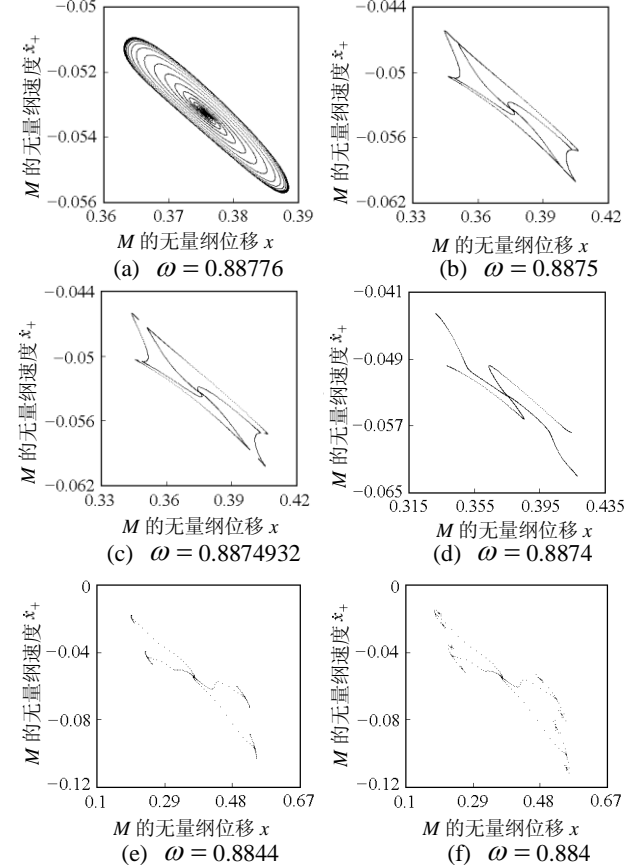 −0.05
−0.052
−0.054
−0.056
0.36
0.37
0.38
0.39
M 的无量纲速度 ẋ₊
M 的无量纲位移 x
(a) ω = 0.88776
−0.044
−0.05
−0.056
−0.062
0.33
0.36
0.39
0.42
M 的无量纲速度 ẋ₊
M 的无量纲位移 x
(b) ω = 0.8875
−0.044
−0.05
−0.056
−0.062
0.33
0.36
0.39
0.42
M 的无量纲速度 ẋ₊
M 的无量纲位移 x
(c) ω = 0.8874932
−0.041
−0.049
−0.057
−0.065
0.315
0.355
0.395
0.435
M 的无量纲速度 ẋ₊
M 的无量纲位移 x
(d) ω = 0.8874
0
−0.04
−0.08
−0.12
0.1
0.29
0.48
0.67
M 的无量纲速度 ẋ₊
M 的无量纲位移 x
(e) ω = 0.8844
0
−0.04
−0.08
−0.12
0.1
0.29
0.48
0.67
M 的无量纲速度 ẋ₊
M 的无量纲位移 x
(f) ω = 0.884